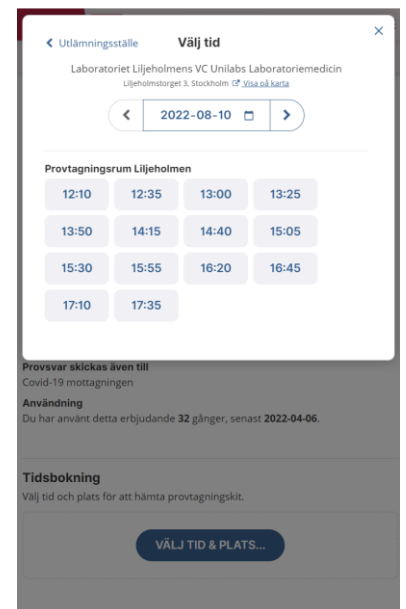 Utlämningsställe
Välj tid
Laboratoriet Liljeholmens VC Unilabs Laboratoriemedicin
Liljeholmstorget 3, Stockholm Visa på karta
2022-08-10
Provtagningsrum Liljeholmen
12:10 12:35 13:00 13:25
13:50 14:15 14:40 15:05
15:30 15:55 16:20 16:45
17:10 17:35
Provsvar skickas även till
Covid-19 mottagningen
Användning
Du har använt detta erbjudande 32 gånger, senast 2022-04-06.
Tidsbokning
Välj tid och plats för att hämta provtagningskit.
VÄLJ TID & PLATS...